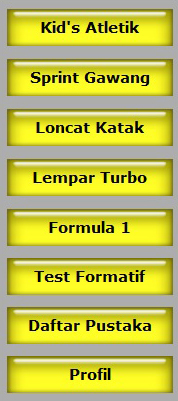 Kid's Atletik
Sprint Gawang
Loncat Katak
Lempar Turbo
Formula 1
Test Formatif
Daftar Pustaka
Profil